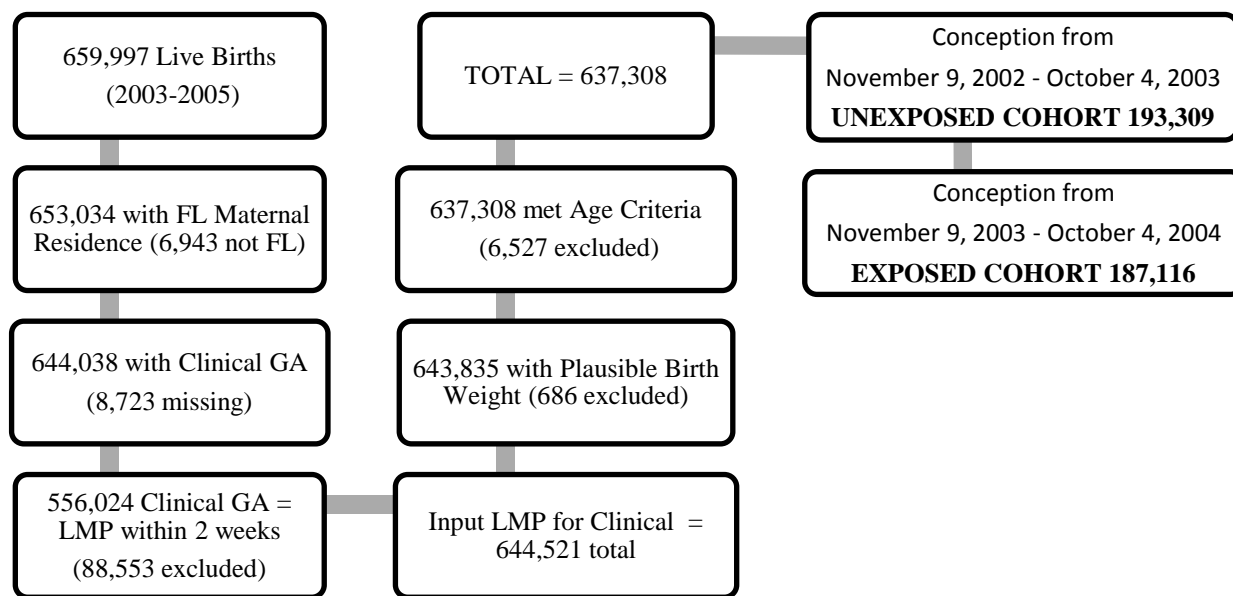 659,997 Live Births
(2003-2005)
653,034 with FL Maternal
Residence (6,943 not FL)
644,038 with Clinical GA
(8,723 missing)
556,024 Clinical GA =
LMP within 2 weeks
(88,553 excluded)
Input LMP for Clinical =
644,521 total
643,835 with Plausible Birth
Weight (686 excluded)
637,308 met Age Criteria
(6,527 excluded)
TOTAL = 637,308
Conception from
November 9, 2002 - October 4, 2003
UNEXPOSED COHORT 193,309
Conception from
November 9, 2003 - October 4, 2004
EXPOSED COHORT 187,116